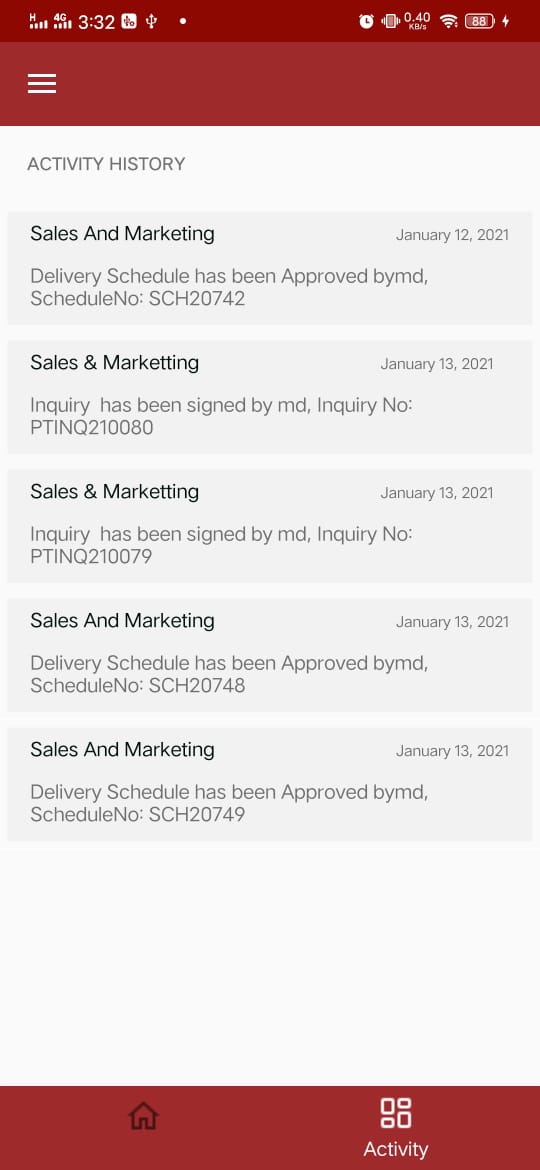 H 4G 3:32 0.40 KB/s 88
ACTIVITY HISTORY
Sales And Marketing January 12, 2021
Delivery Schedule has been Approved bymd,
ScheduleNo: SCH20742
Sales & Marketting January 13, 2021
Inquiry  has been signed by md, Inquiry No:
PTINQ210080
Sales & Marketting January 13, 2021
Inquiry  has been signed by md, Inquiry No:
PTINQ210079
Sales And Marketing January 13, 2021
Delivery Schedule has been Approved bymd,
ScheduleNo: SCH20748
Sales And Marketing January 13, 2021
Delivery Schedule has been Approved bymd,
ScheduleNo: SCH20749
Activity